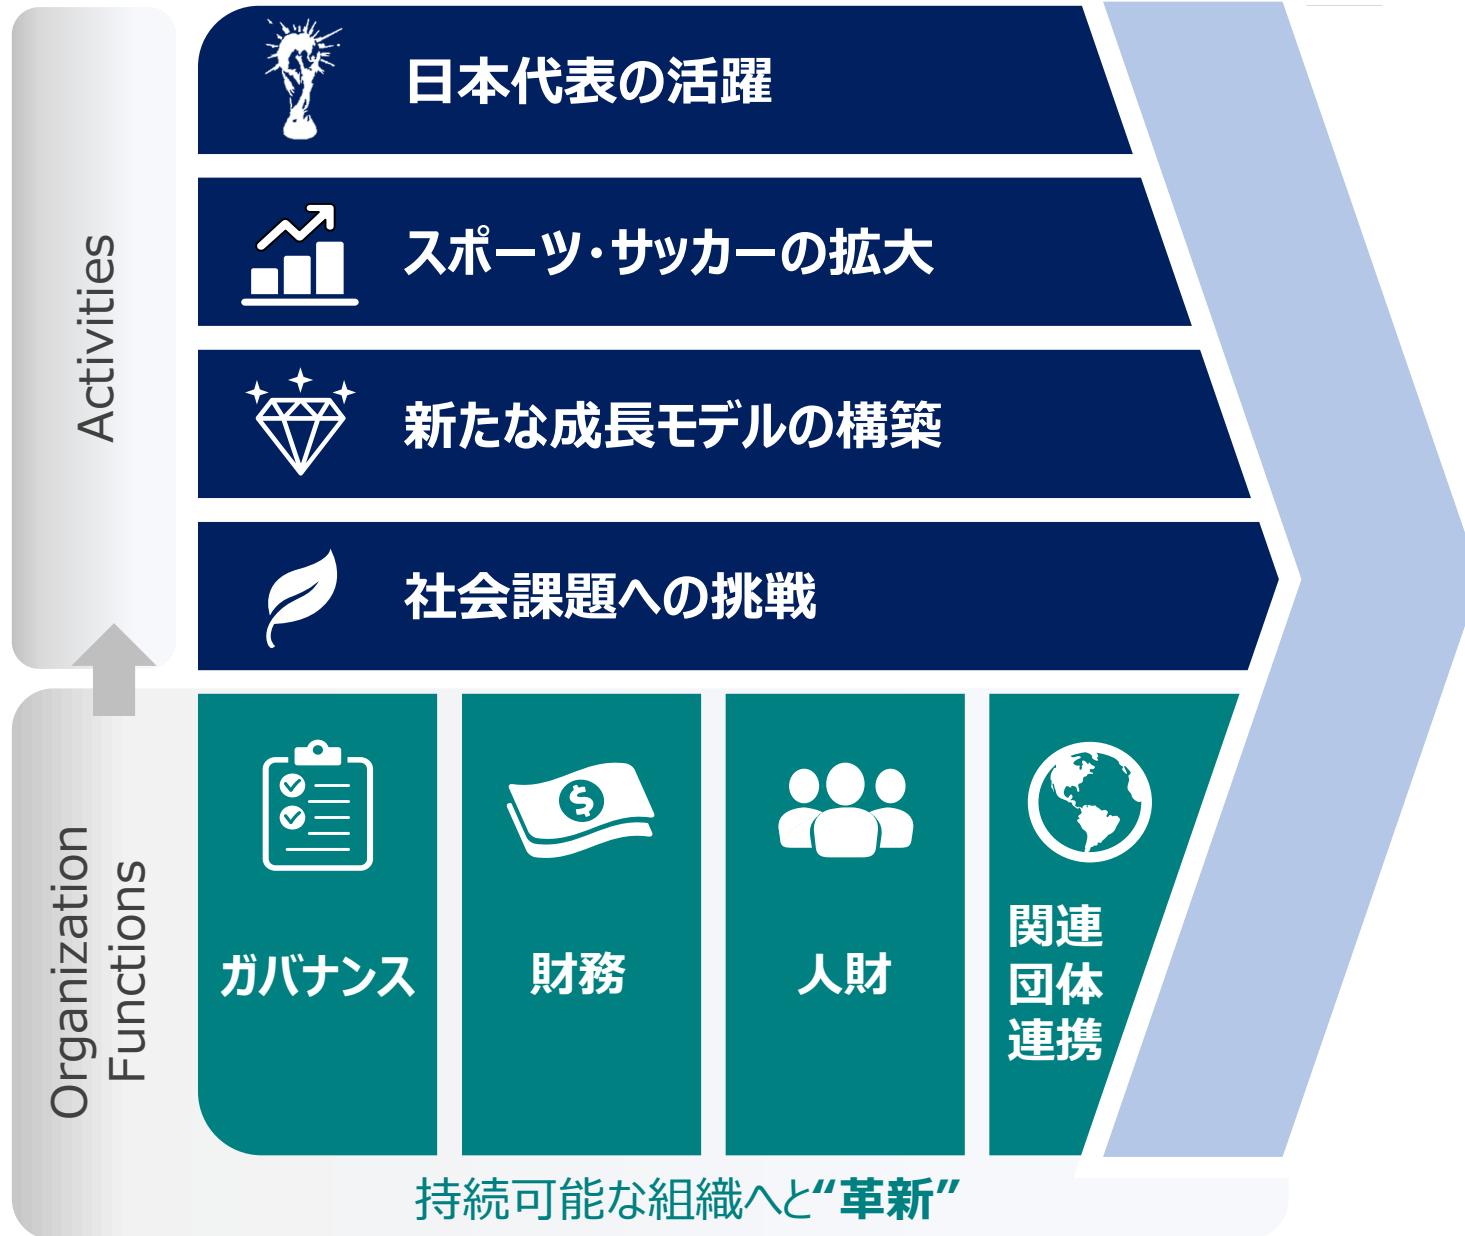 Activities
日本代表の活躍
スポーツ・サッカーの拡大
新たな成長モデルの構築
社会課題への挑戦
Organization
Functions
ガバナンス
財務
人財
関連
団体
連携
持続可能な組織へと“革新”